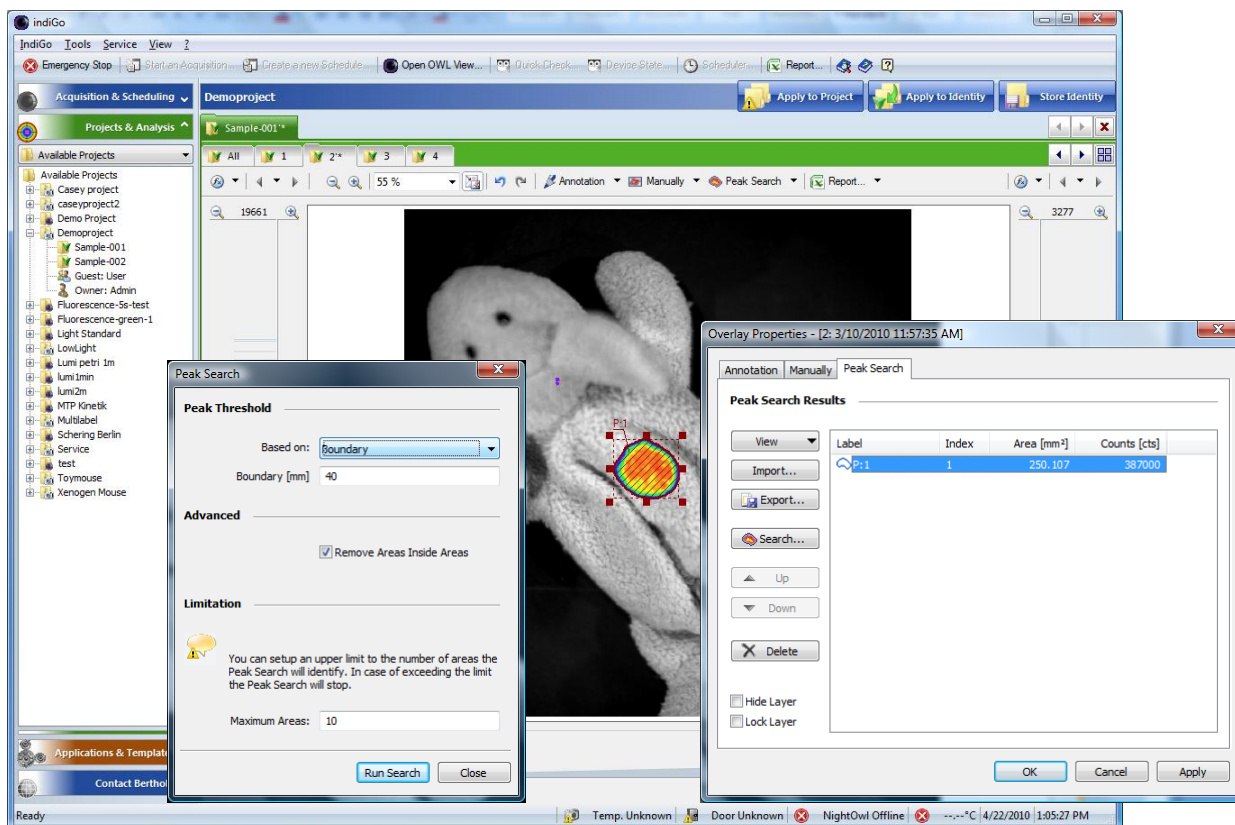 indiGo
IndiGo Tools Service View ?
Emergency Stop Start an Acquisition... Create a new Schedule... Open OWL View... Quick Check... Device State... Scheduler... Report...
Acquisition & Scheduling
Demoproject
Apply to Project
Apply to Identity
Store Identity
Projects & Analysis
Sample-001'*
Available Projects
All 1 2'* 3 4
55 % Annotation Manually Peak Search Report...
19661
3277
Available Projects
Casey project
caseyproject2
Demo Project
Demoproject
Sample-001
Sample-002
Guest: User
Owner: Admin
Fluorescence-5s-test
Fluorescence-green-1
Light Standard
LowLight
Lumi petri 1m
lumi1min
lumi2m
MTP Kinetik
Multilabel
Schering Berlin
Service
test
Toymouse
Xenogen Mouse
Applications & Templat
Contact Berthol
P:1
Peak Search
Peak Threshold
Based on: Boundary
Boundary [mm] 40
Advanced
Remove Areas Inside Areas
Limitation
You can setup an upper limit to the number of areas the
Peak Search will identify. In case of exceeding the limit
the Peak Search will stop.
Maximum Areas: 10
Run Search Close
Overlay Properties - [2: 3/10/2010 11:57:35 AM]
Annotation Manually Peak Search
Peak Search Results
View
Import...
Export...
Search...
Up
Down
Delete
Hide Layer
Lock Layer
Label Index Area [mm²] Counts [cts]
P:1 1 250.107 387000
OK Cancel Apply
Ready
Temp. Unknown Door Unknown NightOwl Offline --,--°C 4/22/2010 1:05:27 PM